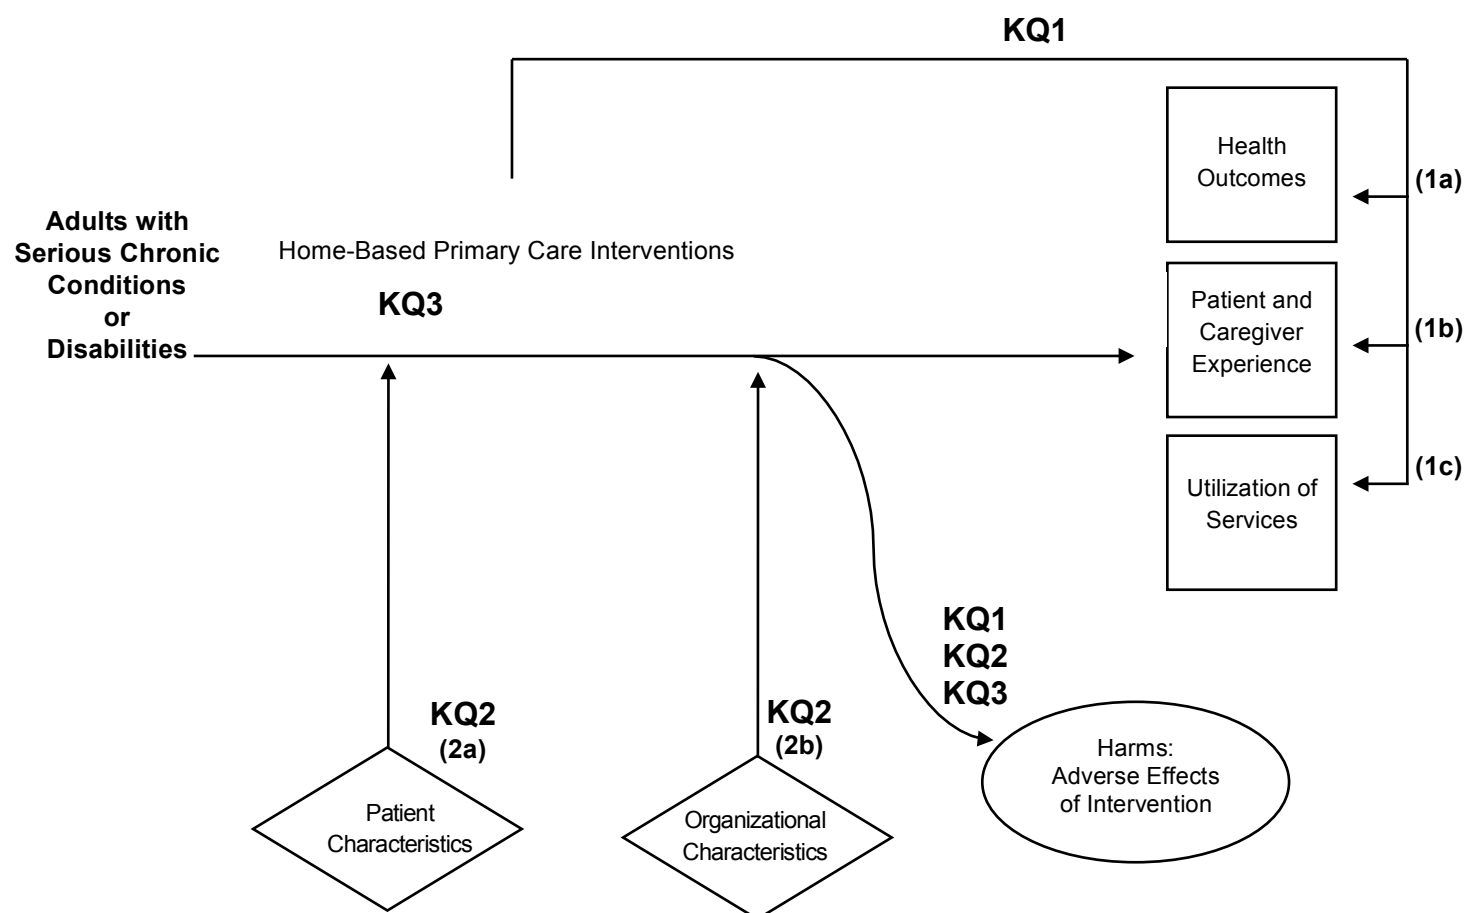 KQ1
Health
Outcomes
(1a)
Adults with
Serious Chronic
Conditions
or
Disabilities
Home-Based Primary Care Interventions
KQ3
Patient and
Caregiver
Experience
(1b)
Utilization of
Services
(1c)
KQ1
KQ2
KQ3
KQ2
(2a)
KQ2
(2b)
Patient
Characteristics
Organizational
Characteristics
Harms:
Adverse Effects
of Intervention